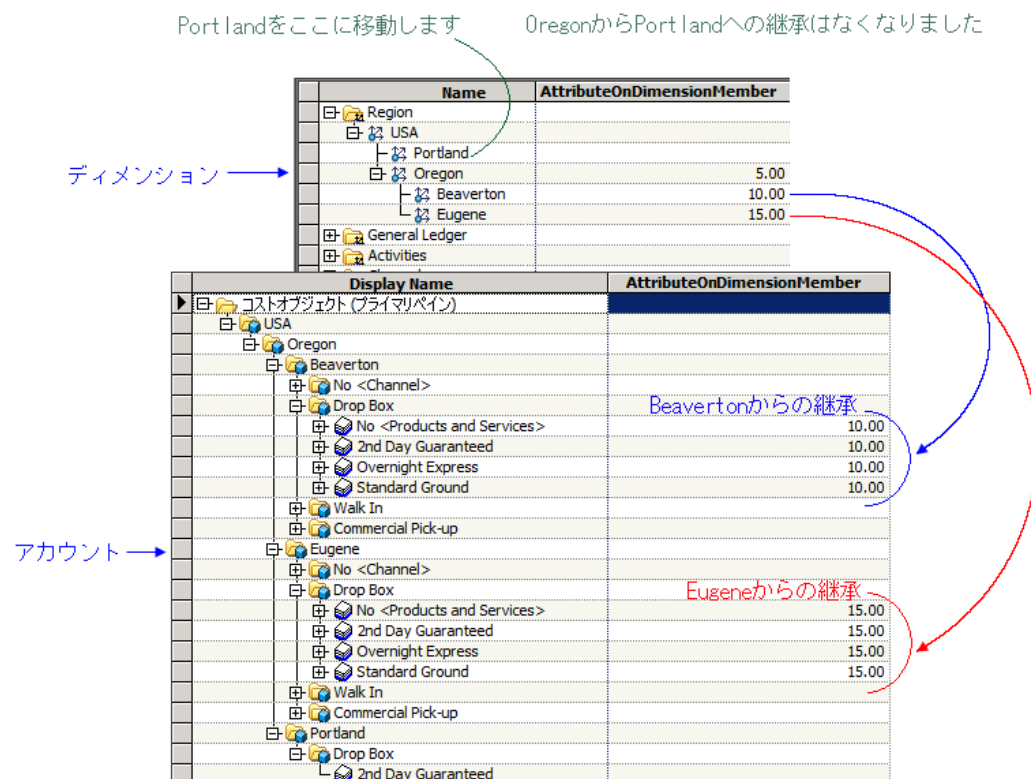 Portlandをここに移動します
OregonからPortlandへの継承はなくなりました
Name AttributeOnDimensionMember
Region
USA
Portland
ディメンション
Oregon 5.00
Beaverton 10.00
Eugene 15.00
General Ledger
Activities
Display Name AttributeOnDimensionMember
コストオブジェクト (プライマリペイン)
USA
Oregon
Beaverton
No <Channel>
Drop Box
Beavertonからの継承
No <Products and Services> 10.00
2nd Day Guaranteed 10.00
Overnight Express 10.00
Standard Ground 10.00
Walk In
Commercial Pick-up
アカウント
Eugene
No <Channel>
Drop Box
Eugeneからの継承
No <Products and Services> 15.00
2nd Day Guaranteed 15.00
Overnight Express 15.00
Standard Ground 15.00
Walk In
Commercial Pick-up
Portland
Drop Box
2nd Day Guaranteed